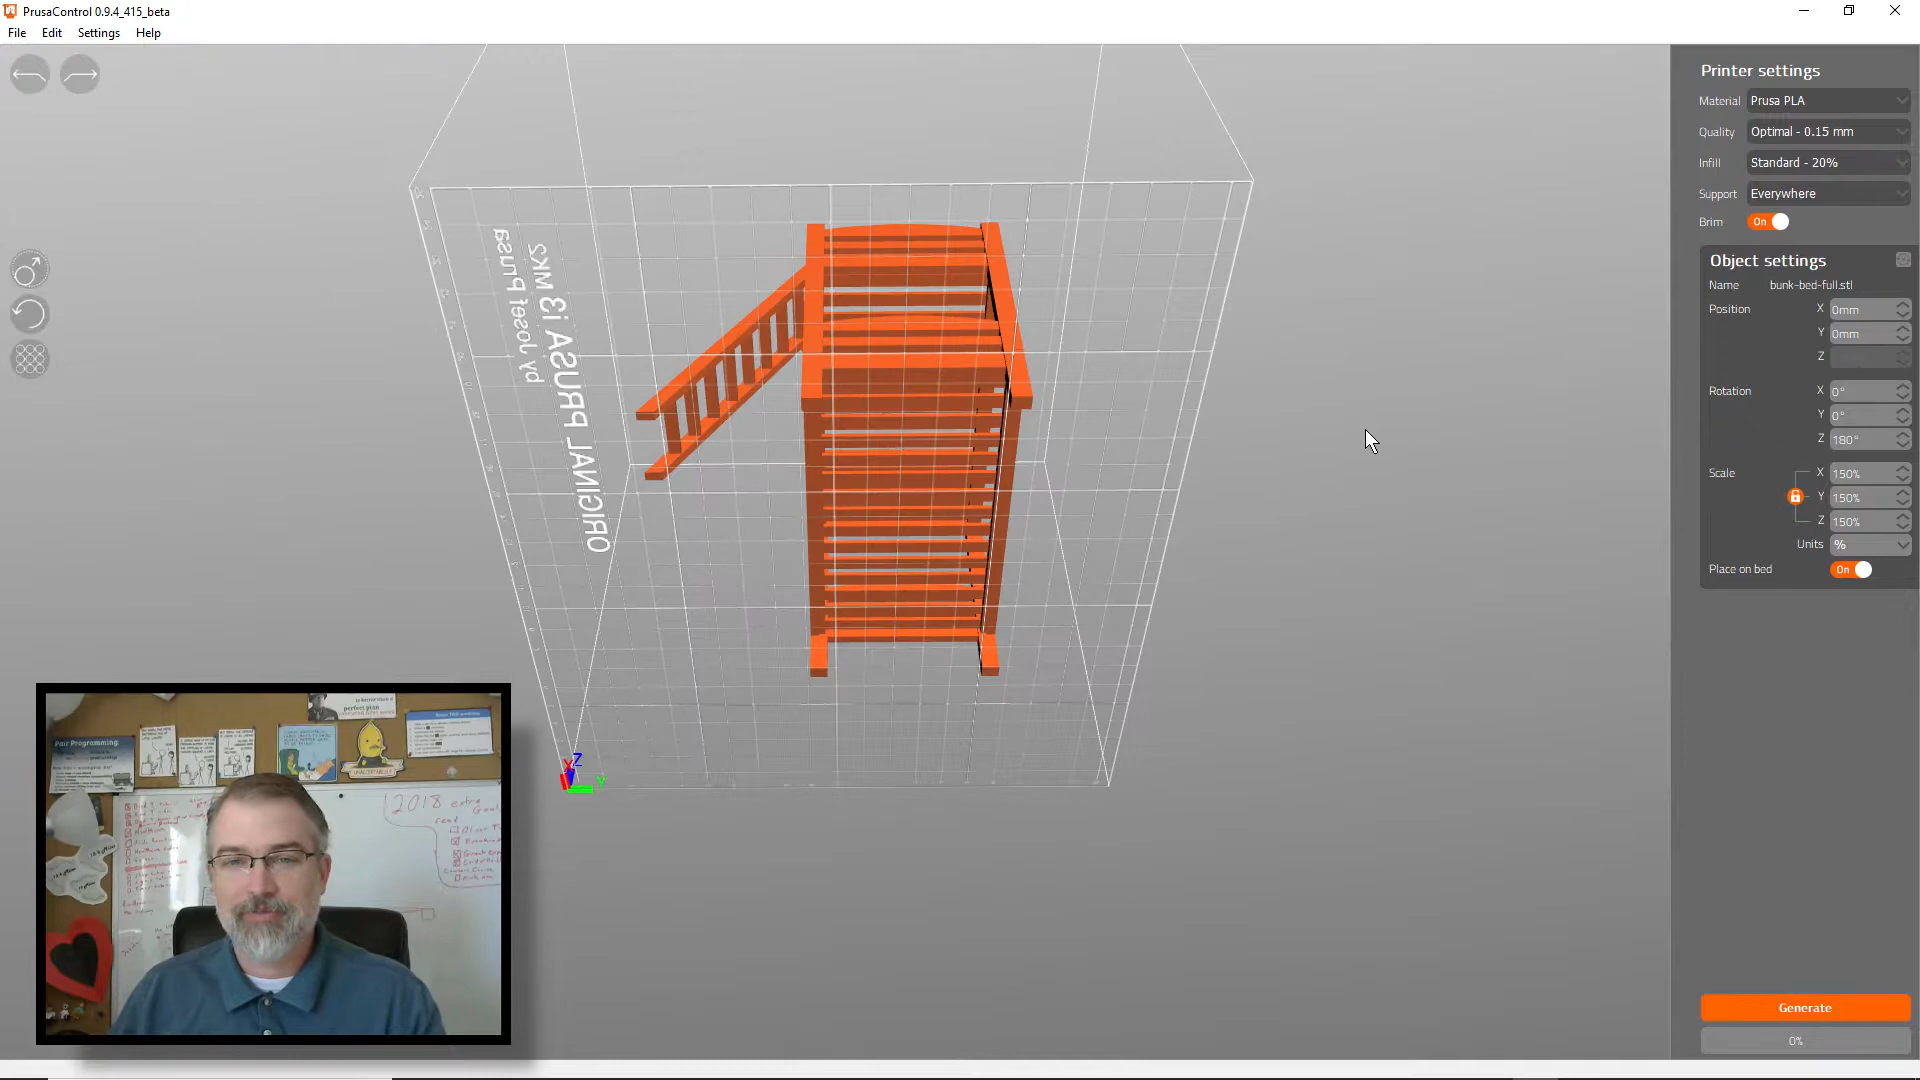 PrusaControl 0.9.4_415_beta
File Edit Settings Help
Printer settings
Material Prusa PLA
Quality Optimal - 0.15 mm
Infill Standard - 20%
Support Everywhere
Brim On
Object settings
Name bunk-bed-full.stl
Position X 0mm
Y 0mm
Z
Rotation X 0°
Y 0°
Z 180°
Scale X 150%
Y 150%
Z 150%
Units %
Place on bed On
Generate
0%
ORIGINAL PRUSA i3 MK2
by Josef Prusa
X Z Y
Pair Programming:
perfect plan
2018 extra
Goal
read